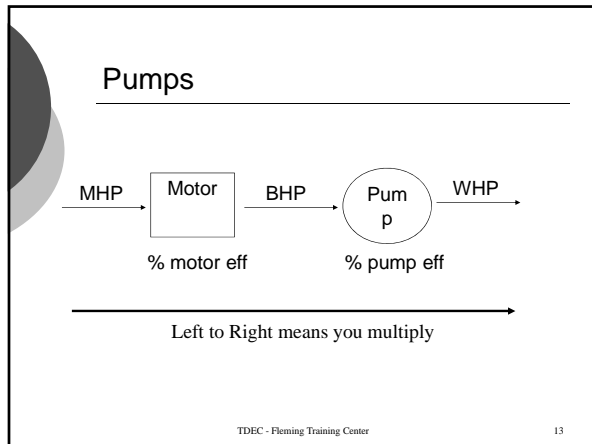 Pumps
MHP
Motor
BHP
Pum
p
WHP
% motor eff
% pump eff
Left to Right means you multiply
TDEC - Fleming Training Center
13